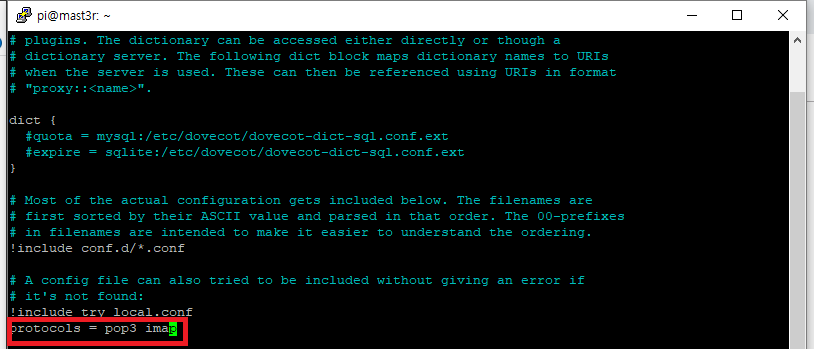 pi@mast3r: ~
# plugins. The dictionary can be accessed either directly or though a
# dictionary server. The following dict block maps dictionary names to URIs
# when the server is used. These can then be referenced using URIs in format
# "proxy::<name>".
dict {
#quota = mysql:/etc/dovecot/dovecot-dict-sql.conf.ext
#expire = sqlite:/etc/dovecot/dovecot-dict-sql.conf.ext
}
# Most of the actual configuration gets included below. The filenames are
# first sorted by their ASCII value and parsed in that order. The 00-prefixes
# in filenames are intended to make it easier to understand the ordering.
!include conf.d/*.conf
# A config file can also tried to be included without giving an error if
# it's not found:
!include_try local.conf
protocols = pop3 imap